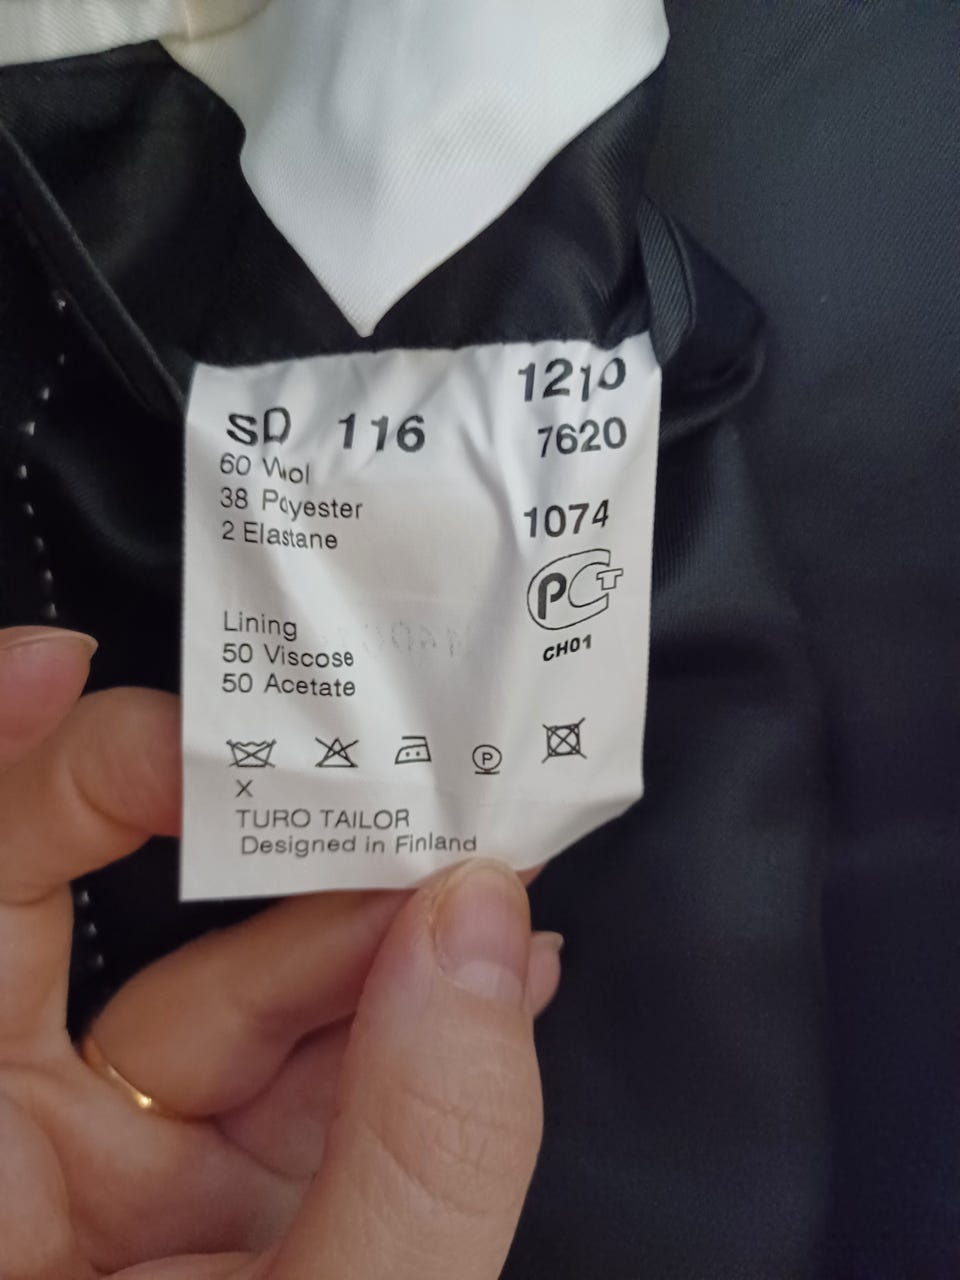 1210
SD 116
7620
60 Wool
38 Polyester
1074
2 Elastane
PCT
CH01
Lining
50 Viscose
50 Acetate
P
X
TURO TAILOR
Designed in Finland